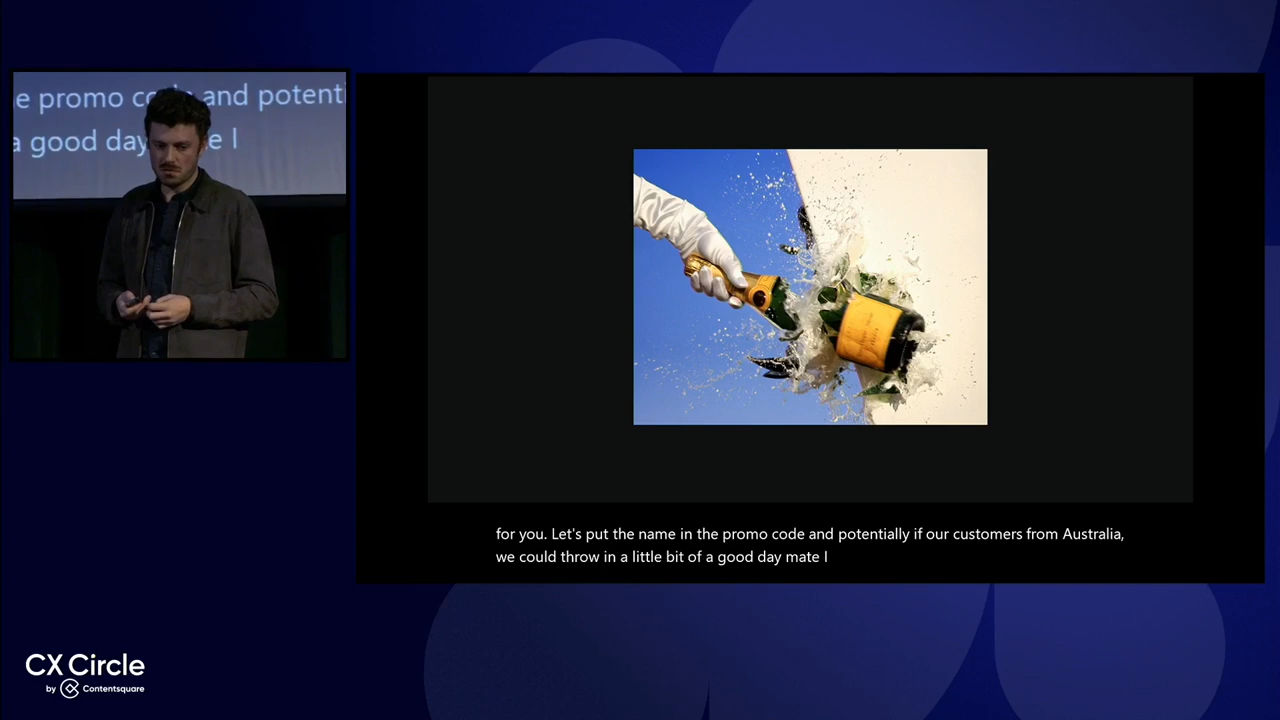 e promo co and potenti
a good day e I
for you. Let's put the name in the promo code and potentially if our customers from Australia,
we could throw in a little bit of a good day mate I
CX Circle
by Contentsquare